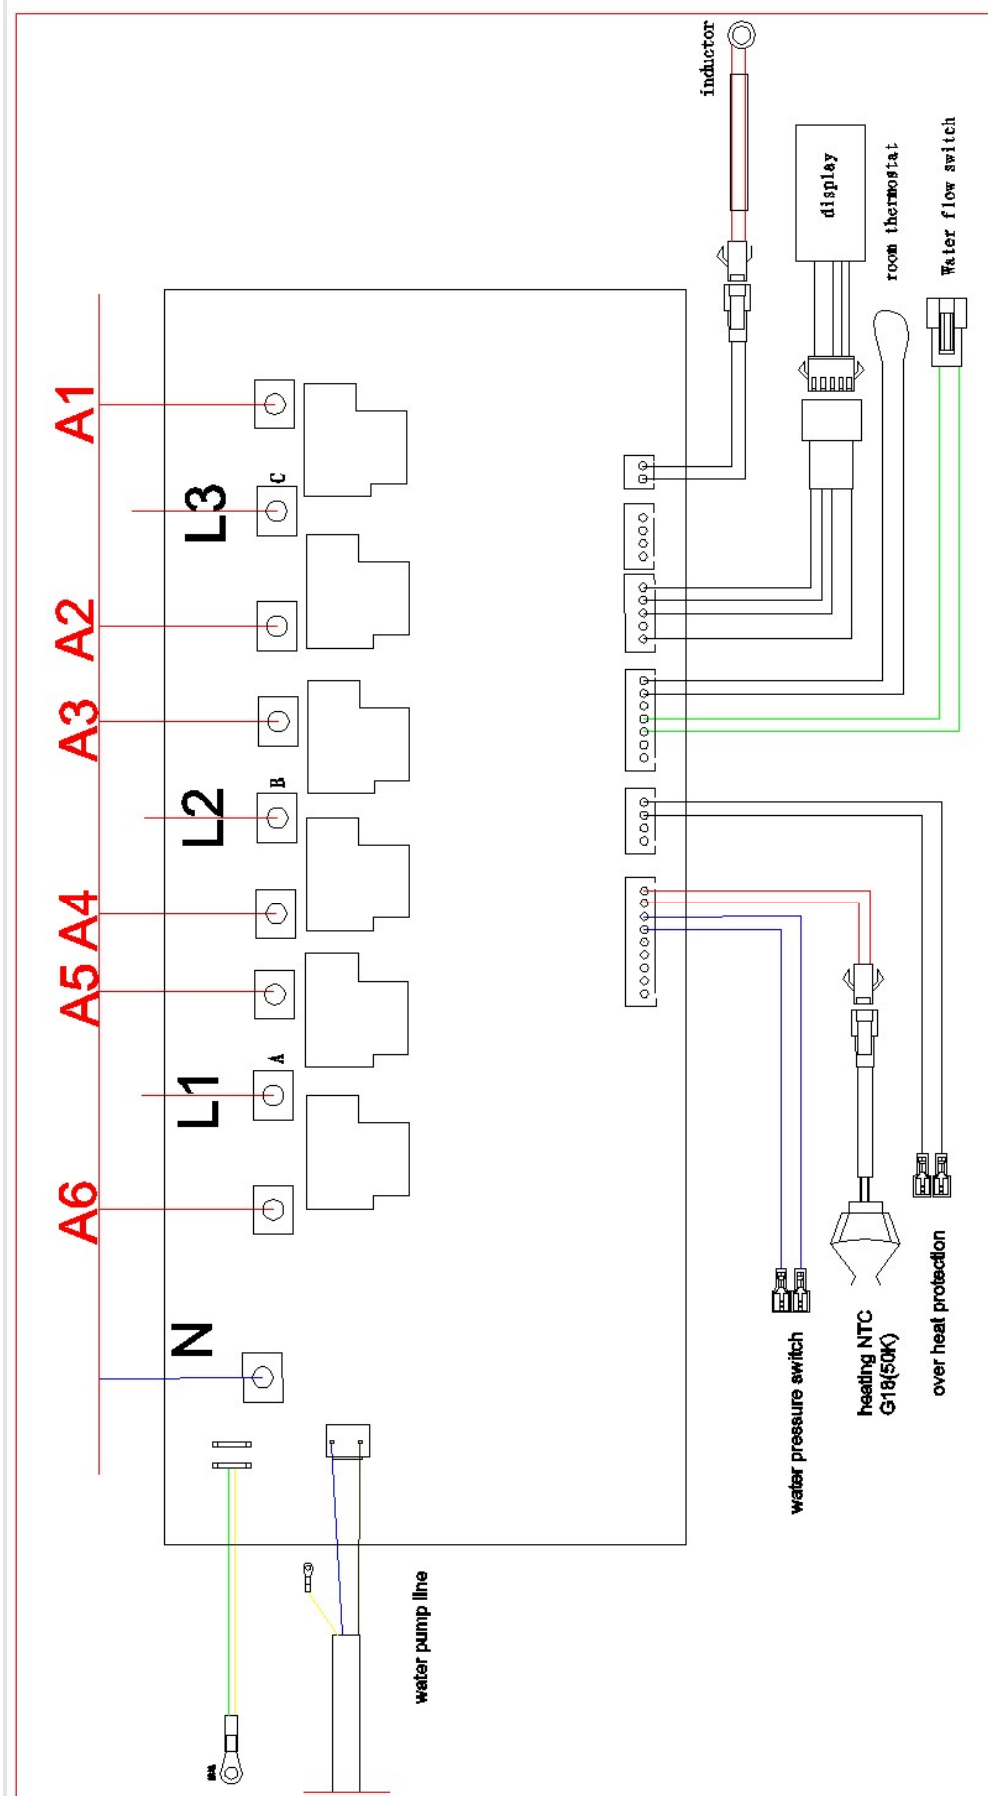 inductor
display
room thermostat
Water flow switch
A1
L3
C
A2
A3
L2
B
A4
A5
L1
A
A6
N
water pressure switch
heating NTC
G18(50K)
over heat protection
water pump line